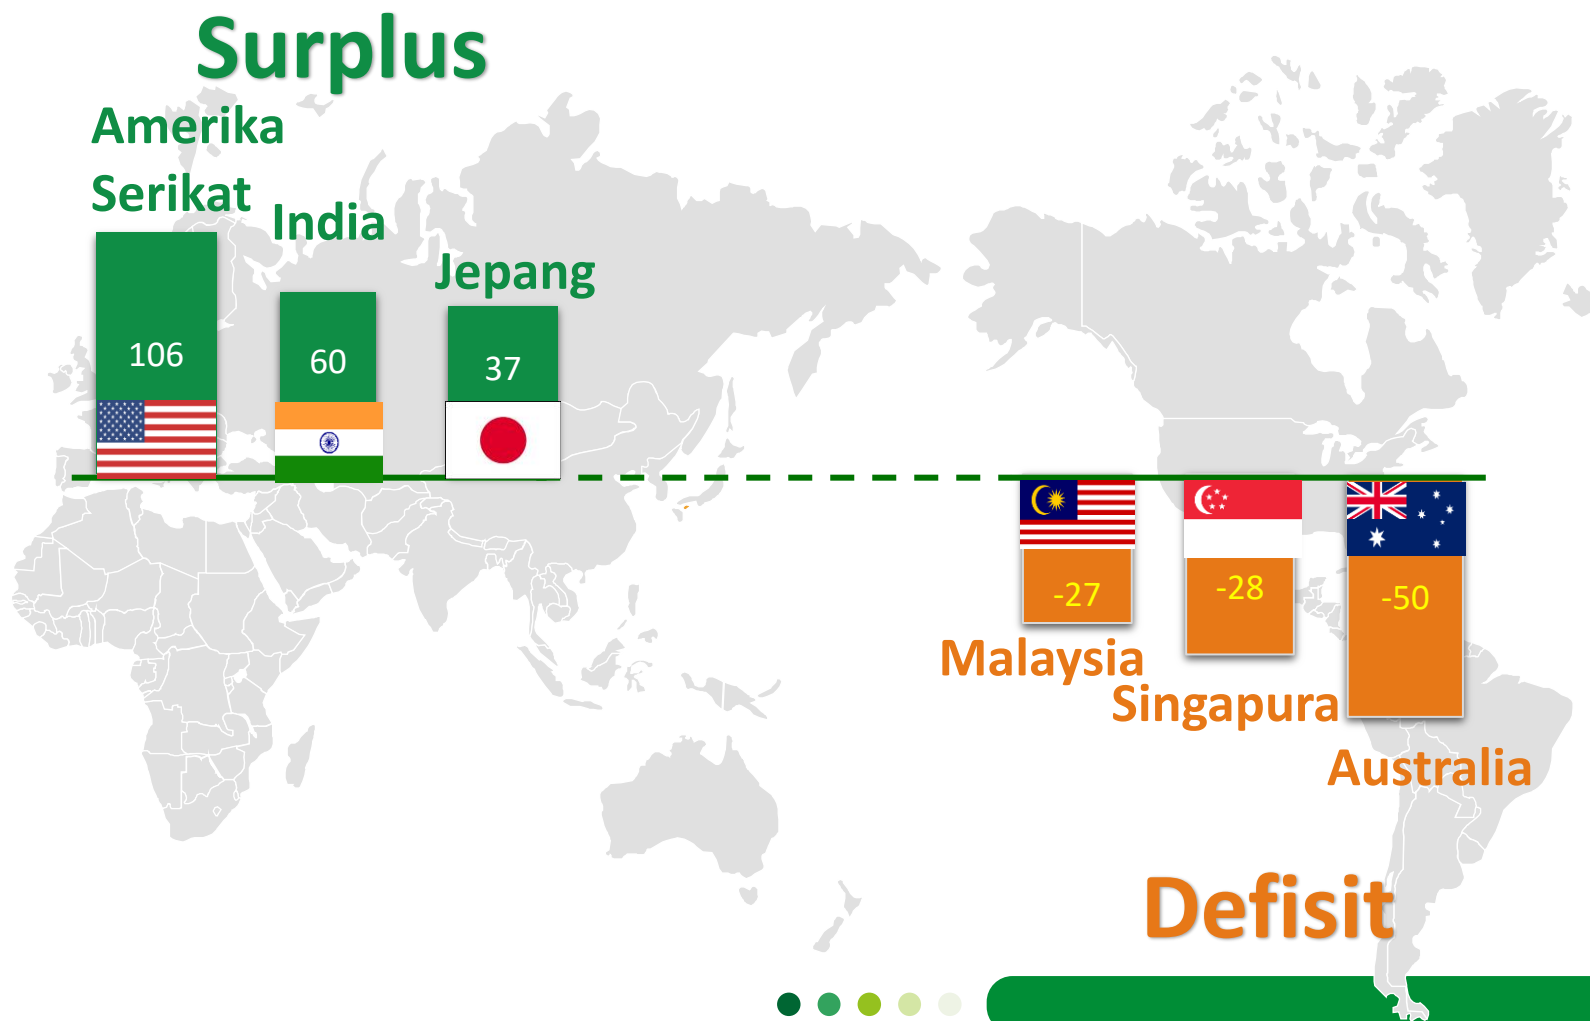 Surplus
Amerika
Serikat
India
Jepang
106
60
37
-27
-28
-50
Malaysia
Singapura
Australia
Defisit